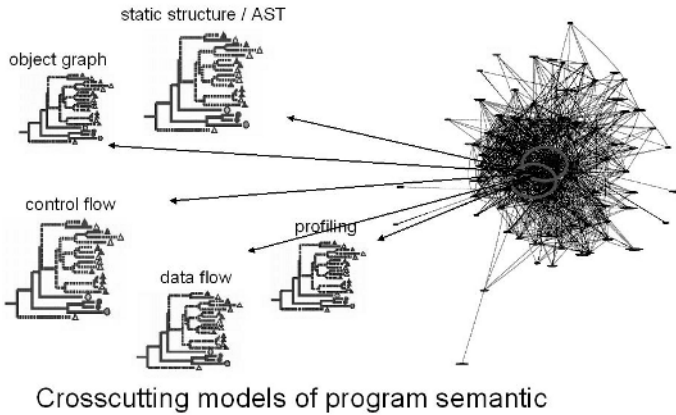 static structure / AST
object graph
control flow
profiling
data flow
Crosscutting models of program semantic